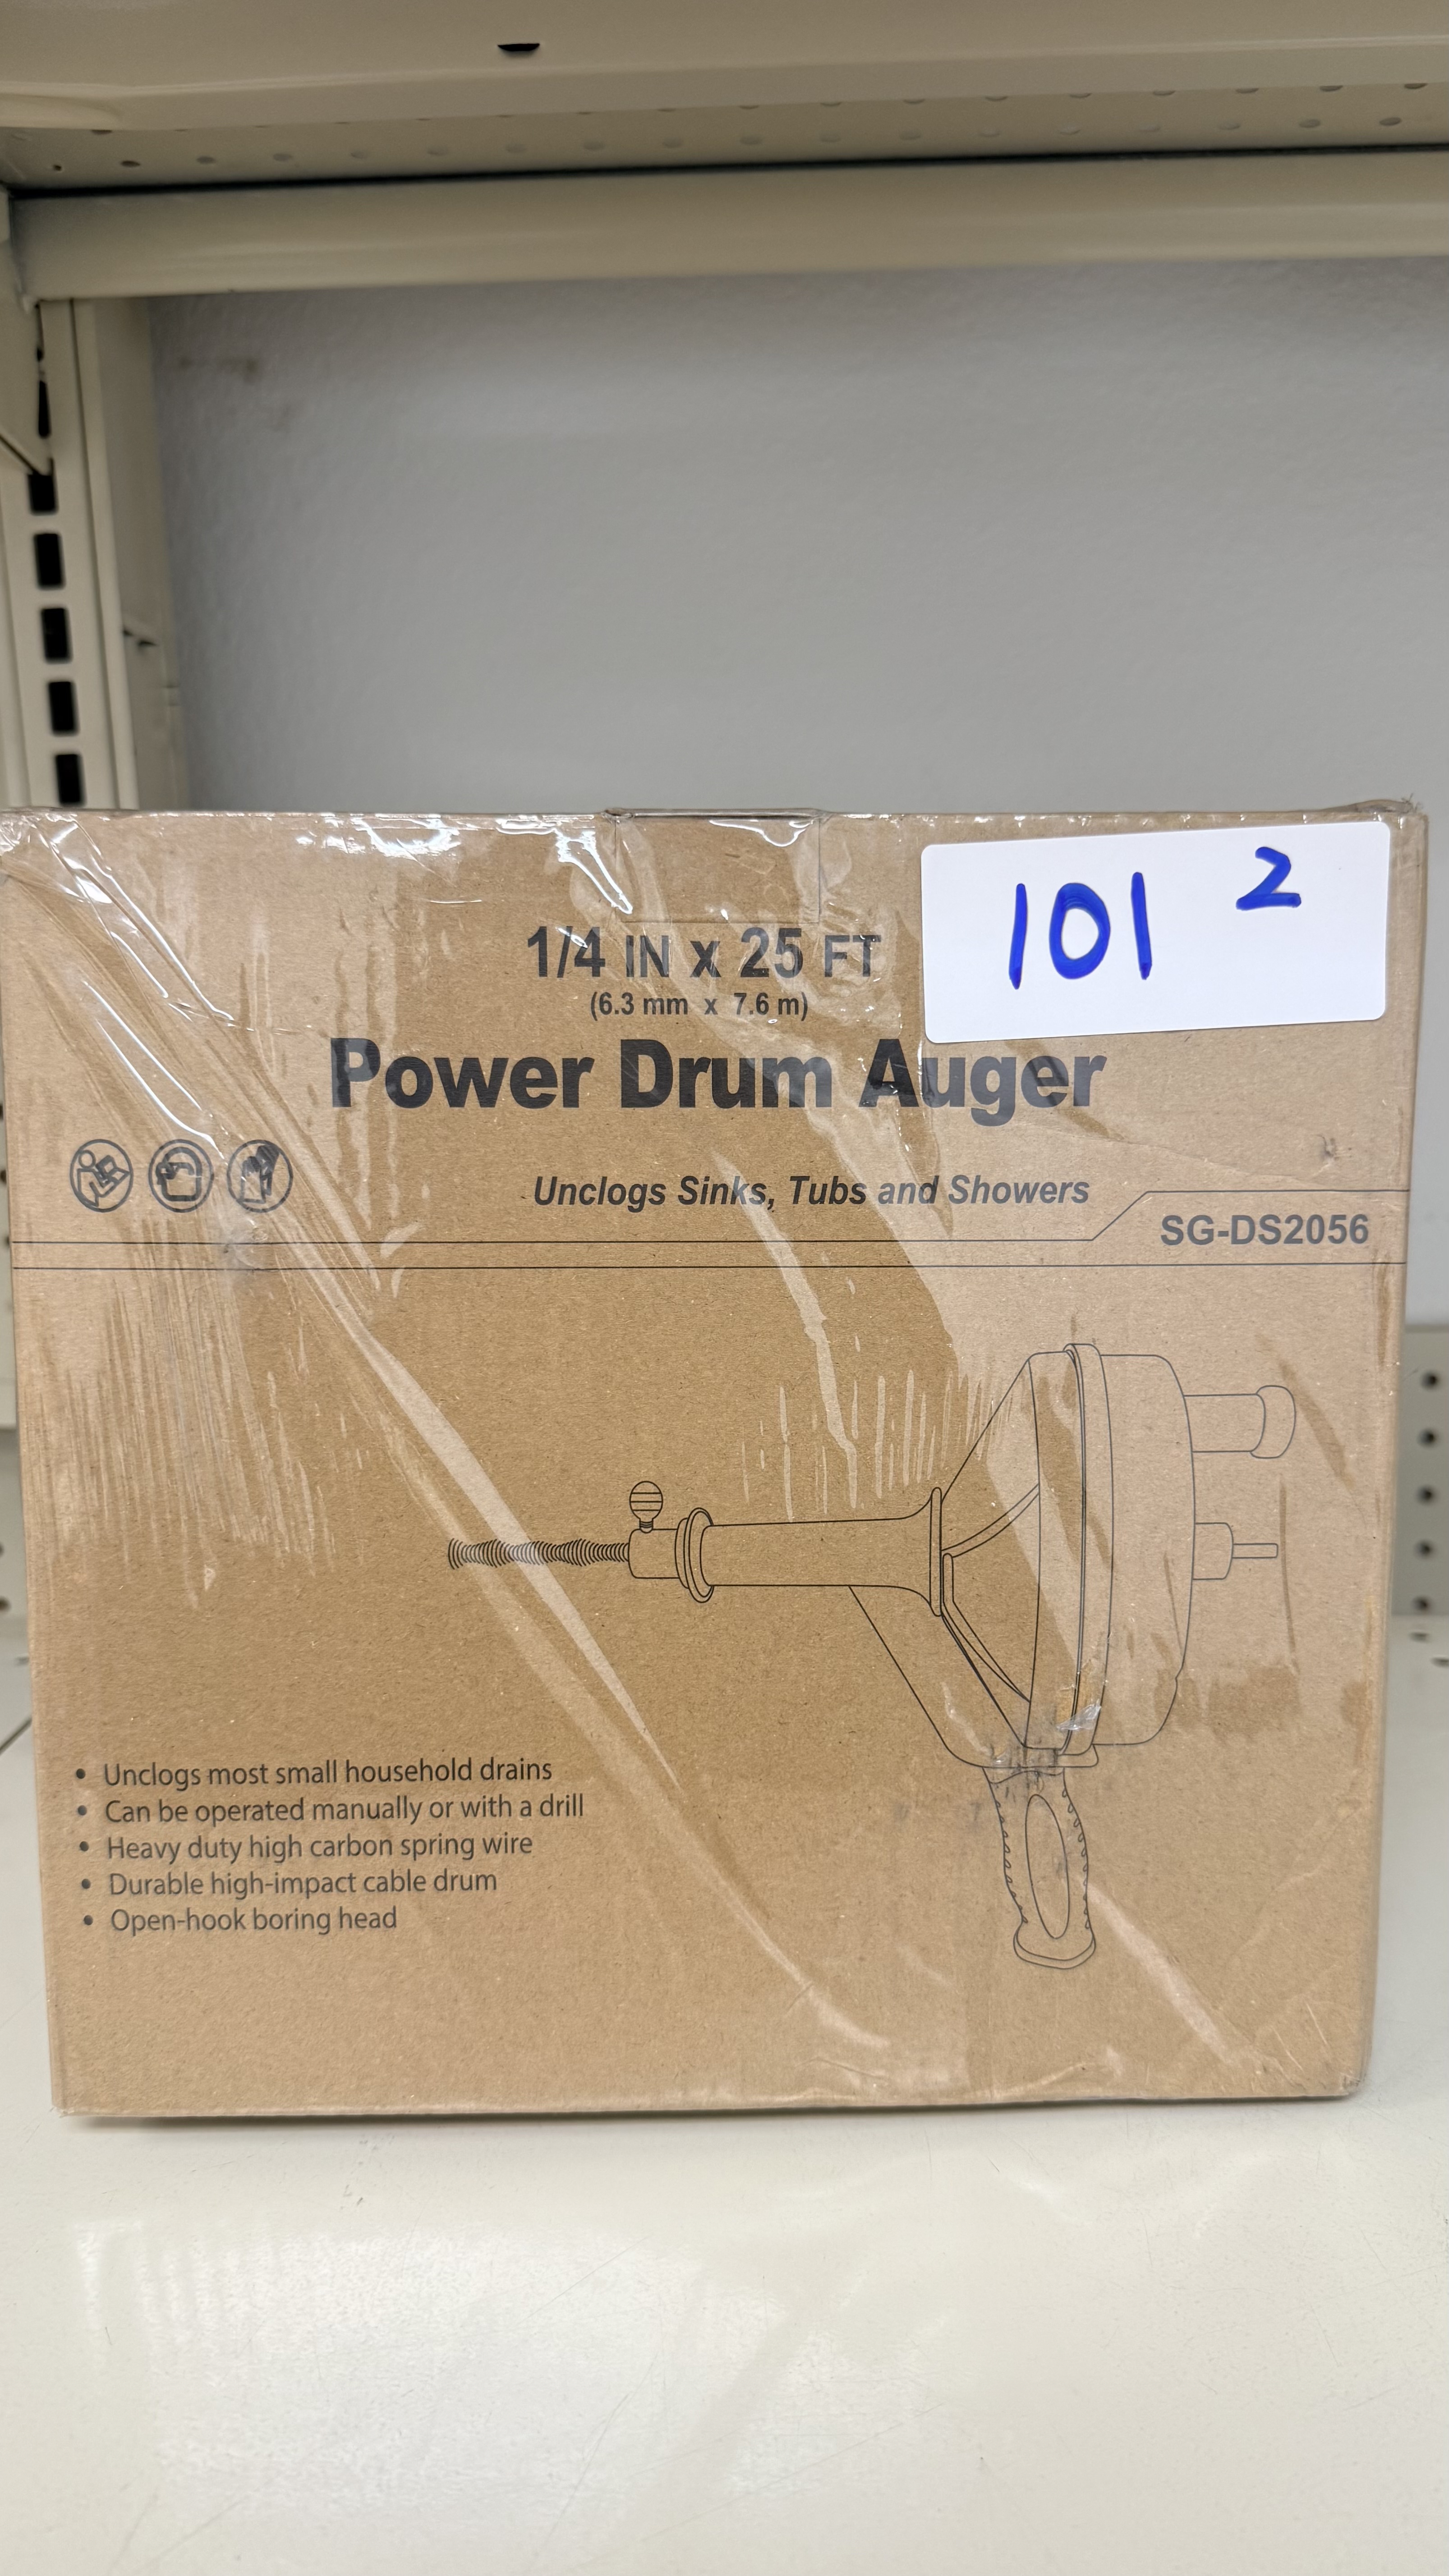 101 2
1/4 IN x 25 FT
(6.3 mm x 7.6 m)
Power Drum Auger
Unclogs Sinks, Tubs and Showers
SG-DS2056
• Unclogs most small household drains
• Can be operated manually or with a drill
• Heavy duty high carbon spring wire
• Durable high-impact cable drum
• Open-hook boring head